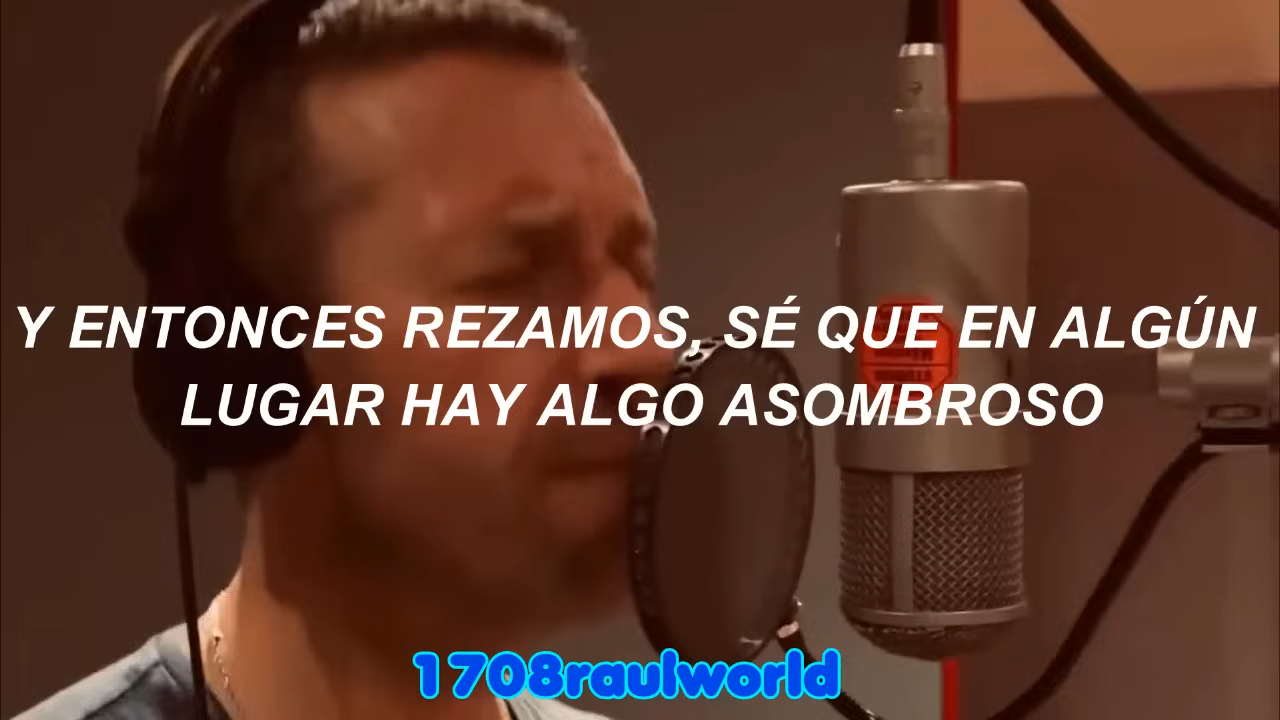 Y ENTONCES REZAMOS, SÉ QUE EN ALGÚN
LUGAR HAY ALGO ASOMBROSO
1708raulworld